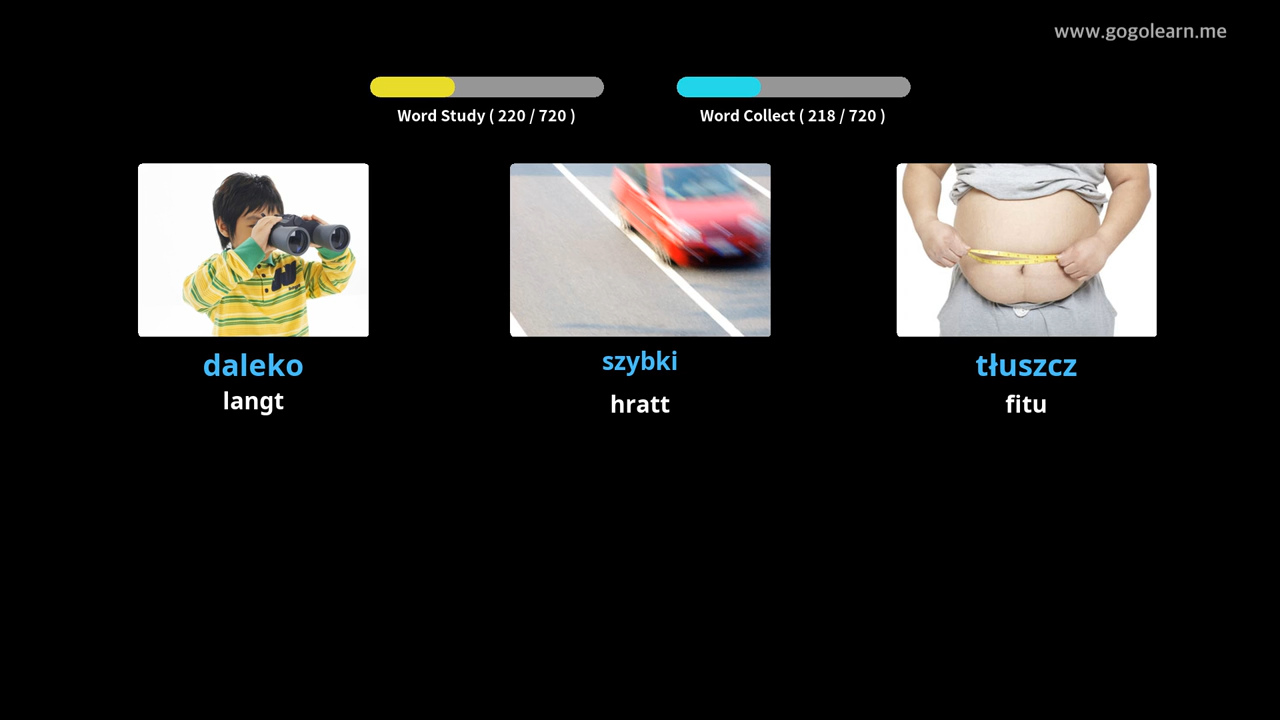 www.gogolearn.me
Word Study ( 220 / 720 )
Word Collect ( 218 / 720 )
daleko
langt
szybki
hratt
tłuszcz
fitu